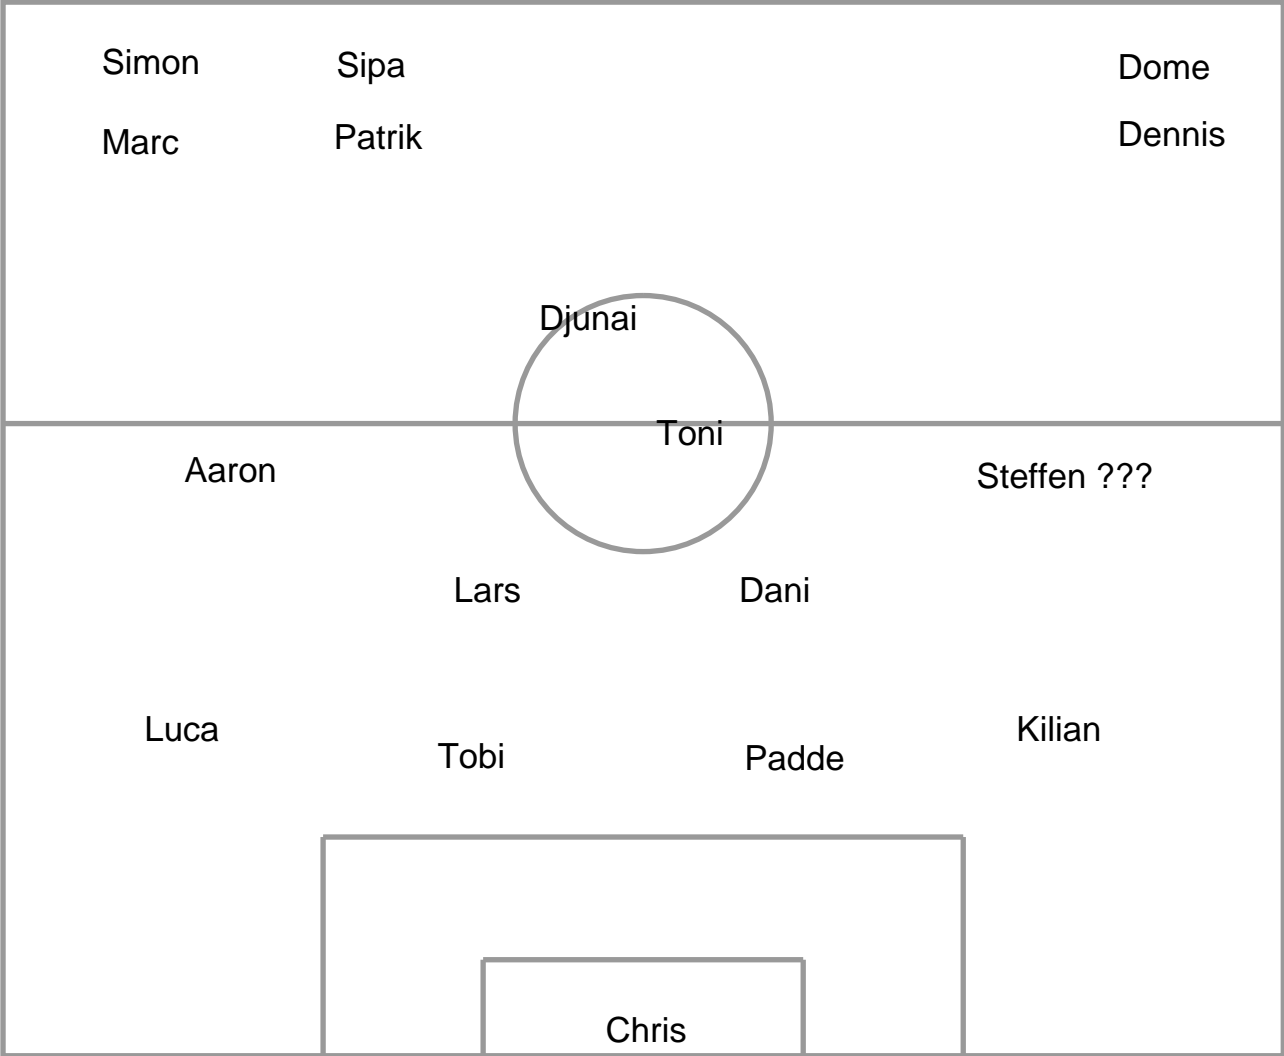 Simon
Sipa
Dome
Marc
Patrik
Dennis
Djunai
Toni
Aaron
Steffen ???
Lars
Dani
Luca
Tobi
Padde
Kilian
Chris